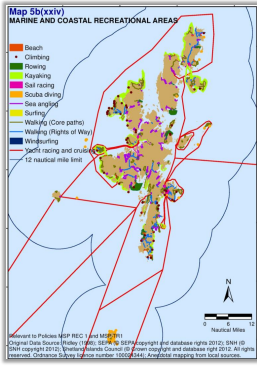 Map 5b(xxiv)
MARINE AND COASTAL RECREATIONAL AREAS
Beach
Climbing
Rowing
Kayaking
Sail racing
Scuba diving
Sea angling
Surfing
Walking (Core paths)
Walking (Rights of Way)
Windsurfing
Yacht racing and cruising
12 nautical mile limit
N
0 6 12
Nautical Miles
Relevant to Policies MSP REC 1 and MSP TR1
Original Data Source: Ridley (1998); SEPA (© SEPA copyright and database rights 2012); SNH (©
SNH copyright 2012); Shetland Islands Council (© Crown copyright and database right 2012. All rights
reserved. Ordnance Survey licence number 100024344); Anecdotal mapping from local sources.